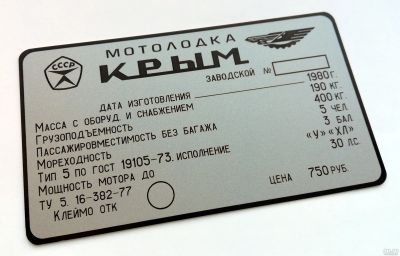 СССР
МОТОЛОДКА
КРЫМ
ЗАВОДСКОЙ №
ДАТА ИЗГОТОВЛЕНИЯ 1980 г.
МАССА С ОБОРУД. И СНАБЖЕНИЕМ 190 КГ.
ГРУЗОПОДЪЕМНОСТЬ 400 КГ.
ПАССАЖИРОВМЕСТИМОСТЬ БЕЗ БАГАЖА 5 ЧЕЛ
МОРЕХОДНОСТЬ 3 БАЛ.
ТИП 5 ПО ГОСТ 19105-73. ИСПОЛНЕНИЕ «У» «ХЛ»
МОЩНОСТЬ МОТОРА ДО 30 Л.С.
ТУ 5. 16-382-77
КЛЕЙМО ОТК ЦЕНА 750 РУБ.